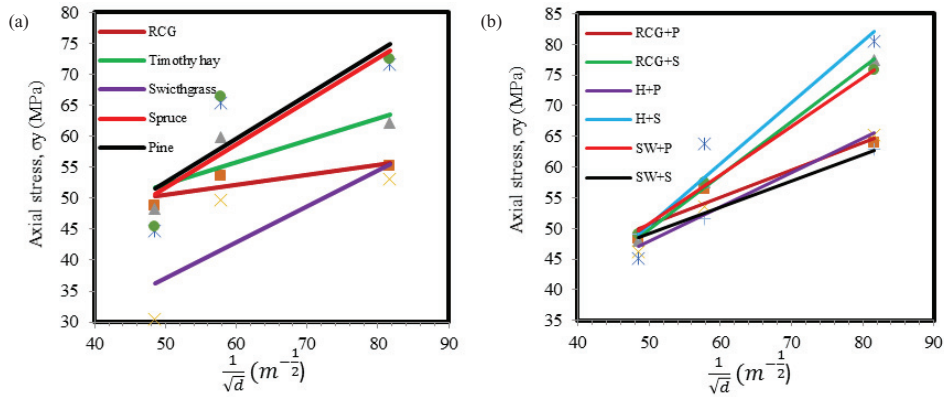 (a)
Axial stress, σy (MPa)
75
70
65
60
55
50
45
40
35
30
RCG
Timothy hay
Swicthgrass
Spruce
Pine
40 50 60 70 80 90
1/√d (m^-1/2)
(b)
Axial stress, σy (MPa)
85
80
75
70
65
60
55
50
45
40
35
RCG+P
RCG+S
H+P
H+S
SW+P
SW+S
40 50 60 70 80 90
1/√d (m^-1/2)